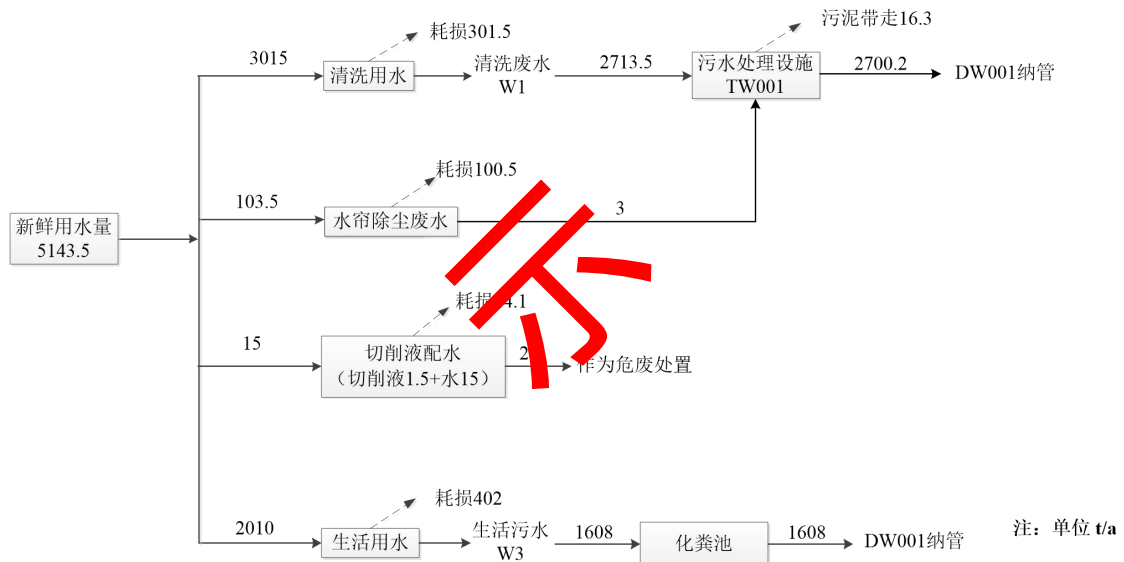 污泥带走16.3
耗损301.5
3015
清洗用水
清洗废水
W1
2713.5
污水处理设施
TW001
2700.2
DW001纳管
耗损100.5
103.5
水帘除尘废水
3
新鲜用水量
5143.5
15
切削液配水
（切削液1.5+水15）
作为危废处置
耗损402
2010
生活用水
生活污水
W3
1608
化粪池
1608
DW001纳管
注：单位 t/a